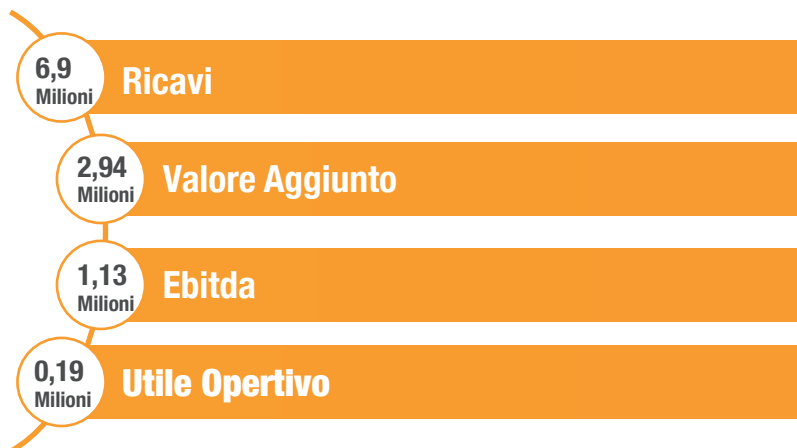 6,9
Milioni
Ricavi
2,94
Milioni
Valore Aggiunto
1,13
Milioni
Ebitda
0,19
Milioni
Utile Opertivo